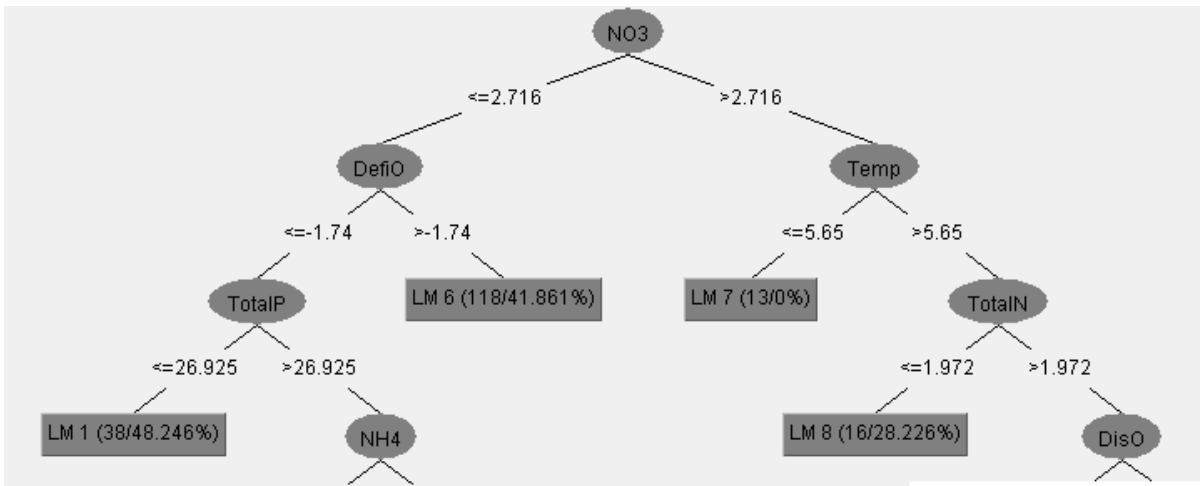 NO3
<=2.716 >2.716
DefiO Temp
<=-1.74 >-1.74 <=5.65 >5.65
TotalP LM 6 (118/41.861%) LM 7 (13/0%) TotalN
<=26.925 >26.925 <=1.972 >1.972
LM 1 (38/48.246%) NH4 LM 8 (16/28.226%) DisO